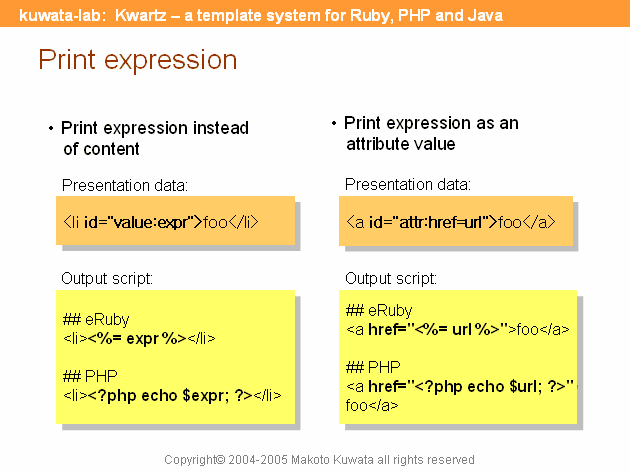 kuwata-lab: Kwartz – a template system for Ruby, PHP and Java
Print expression
• Print expression instead
of content
Presentation data:
<li id="value:expr">foo</li>
Output script:
## eRuby
<li><%= expr %></li>
## PHP
<li><?php echo $expr; ?></li>
• Print expression as an
attribute value
Presentation data:
<a id="attr:href=url">foo</a>
Output script:
## eRuby
<a href="<%= url %>">foo</a>
## PHP
<a href="<?php echo $url; ?>"
foo</a>
Copyright© 2004-2005 Makoto Kuwata all rights reserved